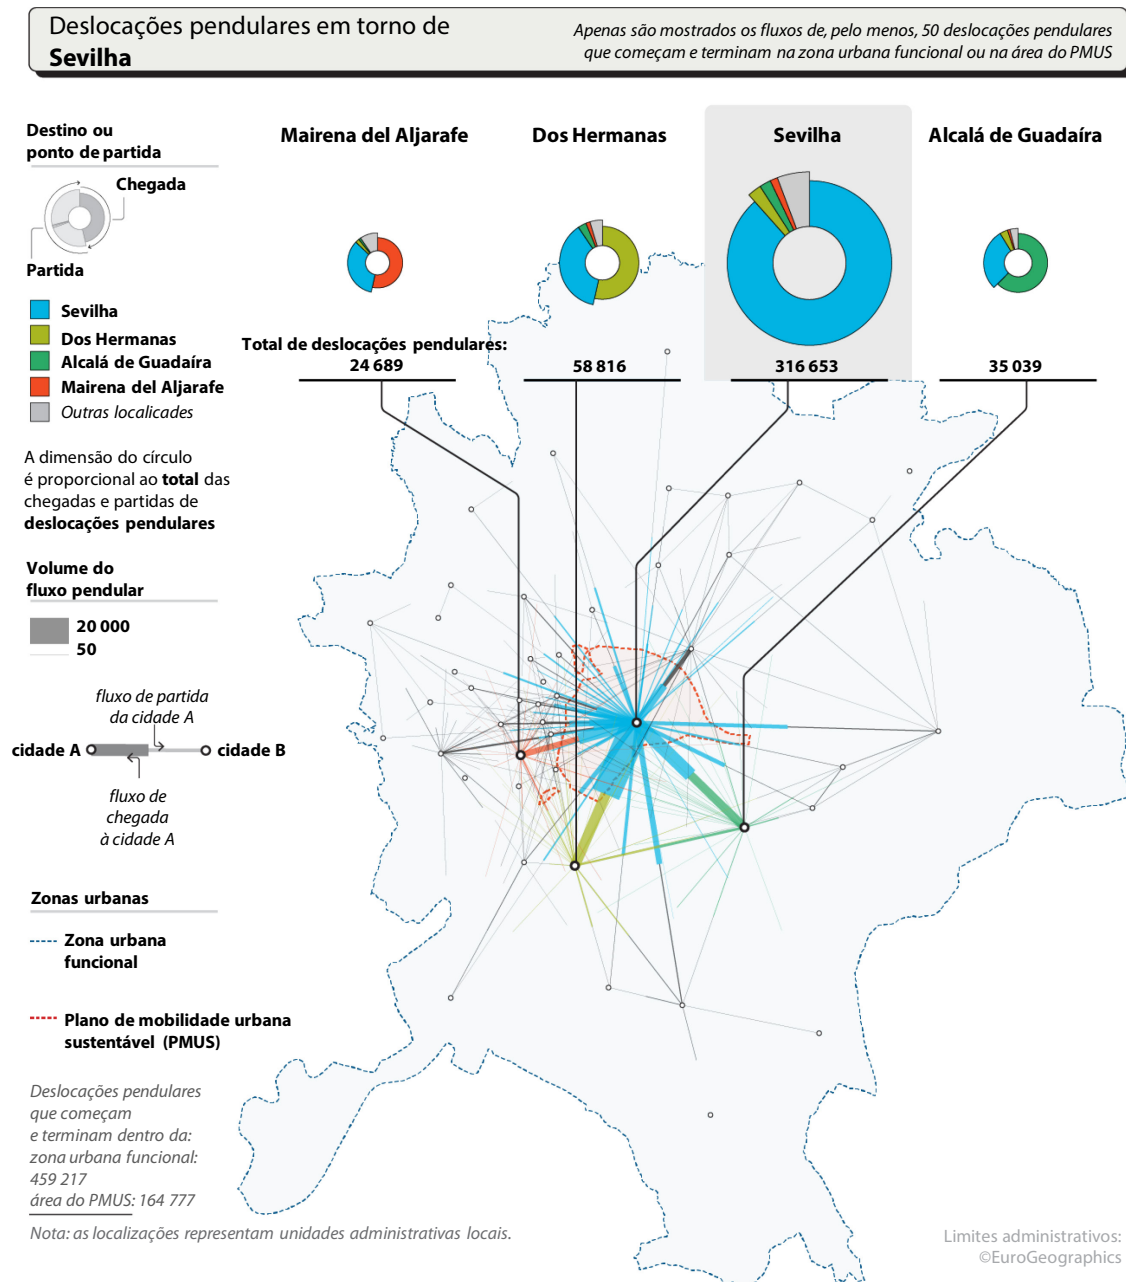 Deslocações pendulares em torno de
Sevilha
Apenas são mostrados os fluxos de, pelo menos, 50 deslocações pendulares
que começam e terminam na zona urbana funcional ou na área do PMUS
Destino ou
ponto de partida
Chegada
Partida
Sevilha
Dos Hermanas
Alcalá de Guadaíra
Mairena del Aljarafe
Outras localicades
Mairena del Aljarafe
Dos Hermanas
Sevilha
Alcalá de Guadaíra
Total de deslocações pendulares:
24 689
58 816
316 653
35 039
A dimensão do círculo
é proporcional ao total das
chegadas e partidas de
deslocações pendulares
Volume do
fluxo pendular
20 000
50
fluxo de partida
da cidade A
cidade A
cidade B
fluxo de
chegada
à cidade A
Zonas urbanas
Zona urbana
funcional
Plano de mobilidade urbana
sustentável (PMUS)
Deslocações pendulares
que começam
e terminam dentro da:
zona urbana funcional:
459 217
área do PMUS: 164 777
Nota: as localizações representam unidades administrativas locais.
Limites administrativos:
©EuroGeographics